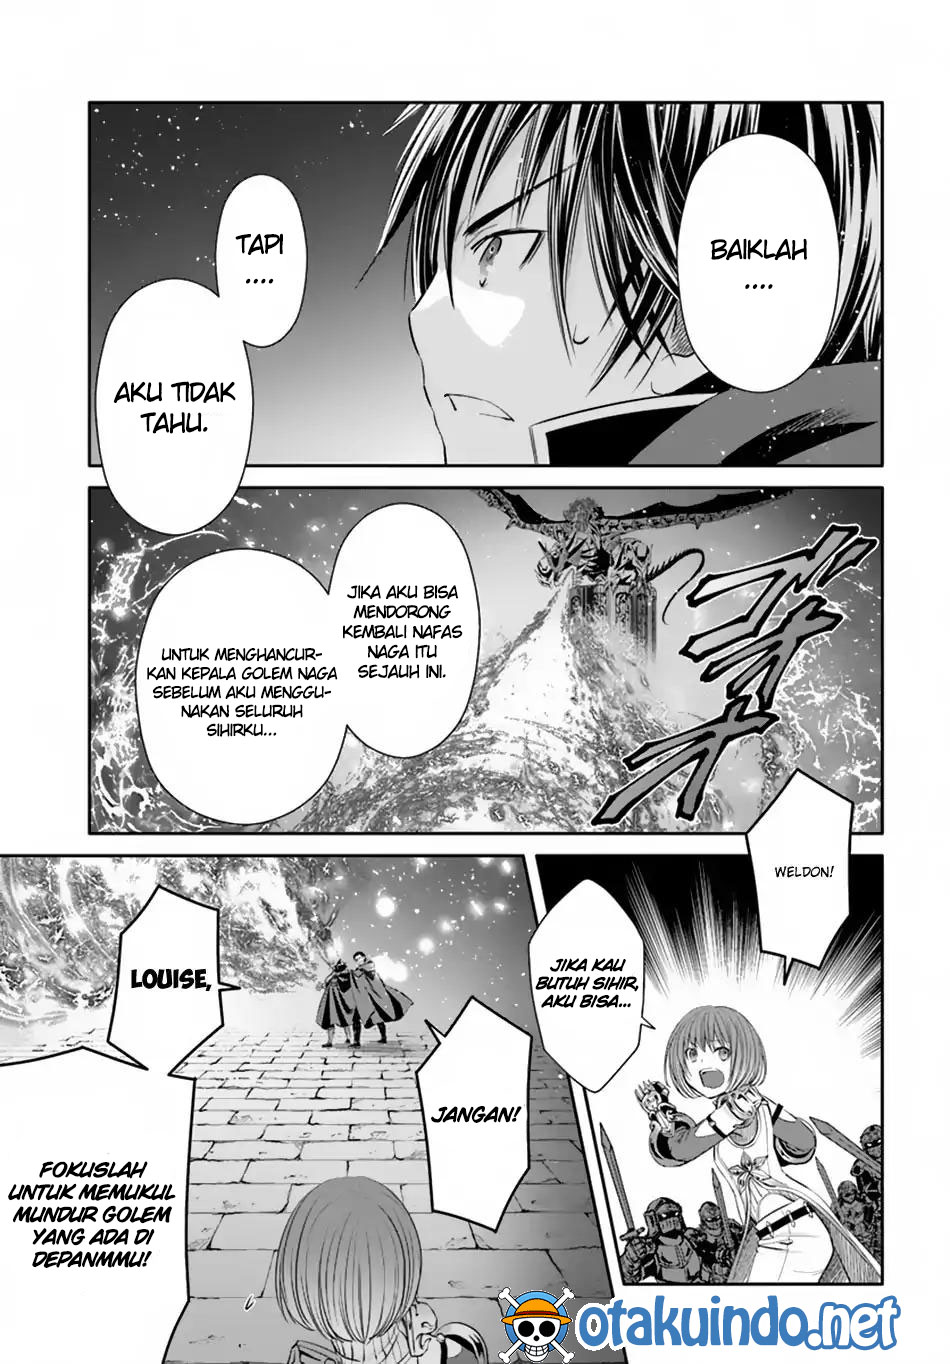 BAIKLAH
....
TAPI
....
AKU TIDAK
TAHU.
JIKA AKU BISA
MENDORONG
KEMBALI NAFAS
NAGA ITU
SEJAUH INI.
UNTUK MENGHANCUR-
KAN KEPALA GOLEM NAGA
SEBELUM AKU MENGGU-
NAKAN SELURUH
SIHIRKU...
WELDON!
JIKA KAU
BUTUH SIHIR,
AKU BISA...
JANGAN!
LOUISE,
FOKUSLAH
UNTUK MEMUKUL
MUNDUR GOLEM
YANG ADA DI
DEPANMMU!
otakuindo.net